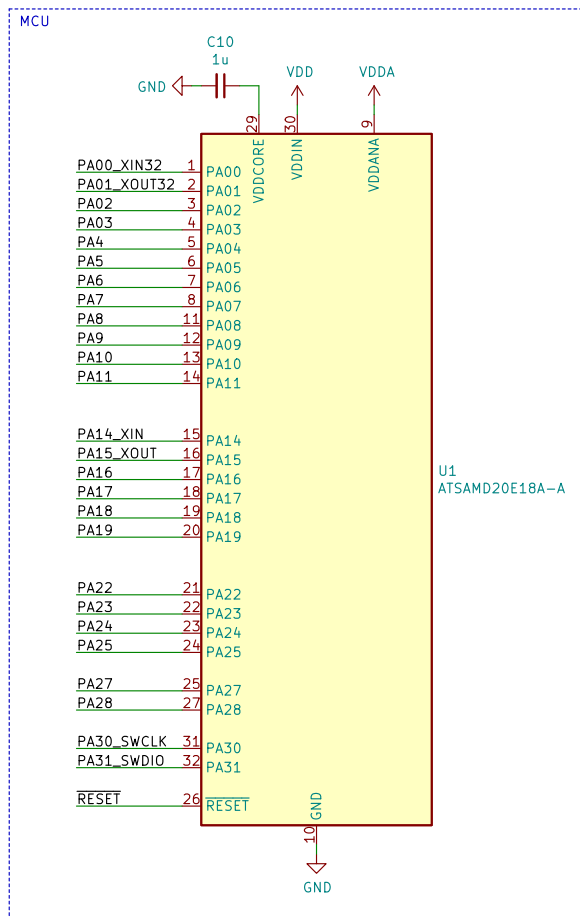 MCU
C10
1u
GND
VDD
VDDA
29
30
9
VDDCORE
VDDIN
VDDANA
PA00_XIN32 1 PA00
PA01_XOUT32 2 PA01
PA02 3 PA02
PA03 4 PA03
PA4 5 PA04
PA5 6 PA05
PA6 7 PA06
PA7 8 PA07
PA8 11 PA08
PA9 12 PA09
PA10 13 PA10
PA11 14 PA11
PA14_XIN 15 PA14
PA15_XOUT 16 PA15
PA16 17 PA16
PA17 18 PA17
PA18 19 PA18
PA19 20 PA19
U1
ATSAMD20E18A-A
PA22 21 PA22
PA23 22 PA23
PA24 23 PA24
PA25 24 PA25
PA27 25 PA27
PA28 27 PA28
PA30_SWCLK 31 PA30
PA31_SWDIO 32 PA31
RESET 26 RESET
GND
10
GND